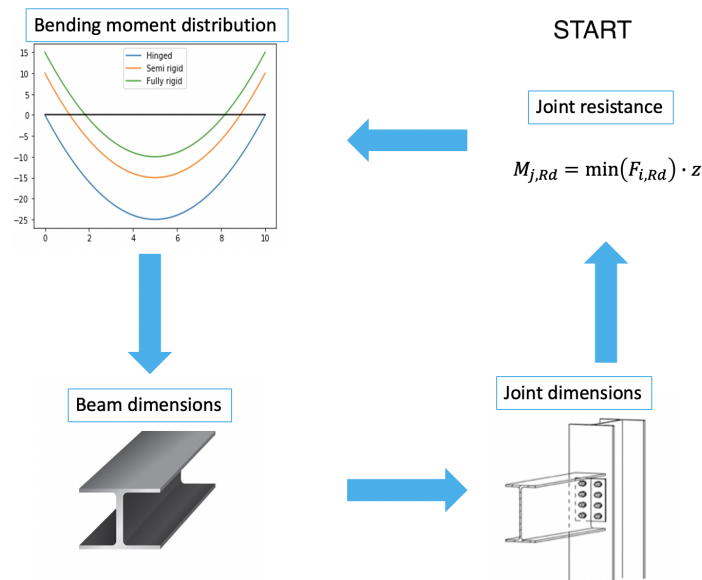 Bending moment distribution
START
Hinged
Semi rigid
Fully rigid
15
10
5
0
−5
−10
−15
−20
−25
0 2 4 6 8 10
Joint resistance
M_{j,Rd} = min(F_{i,Rd}) · z
Beam dimensions
Joint dimensions